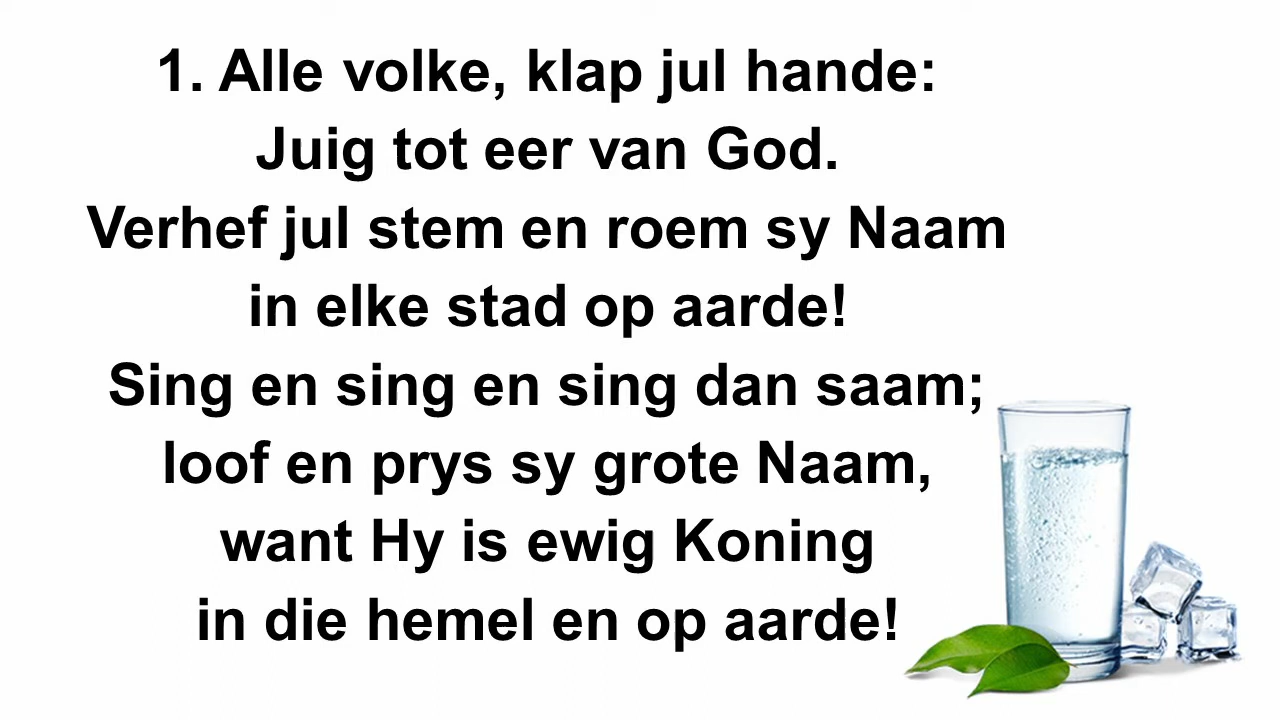 1. Alle volke, klap jul hande:
Juig tot eer van God.
Verhef jul stem en roem sy Naam
in elke stad op aarde!
Sing en sing en sing dan saam;
loof en prys sy grote Naam,
want Hy is ewig Koning
in die hemel en op aarde!